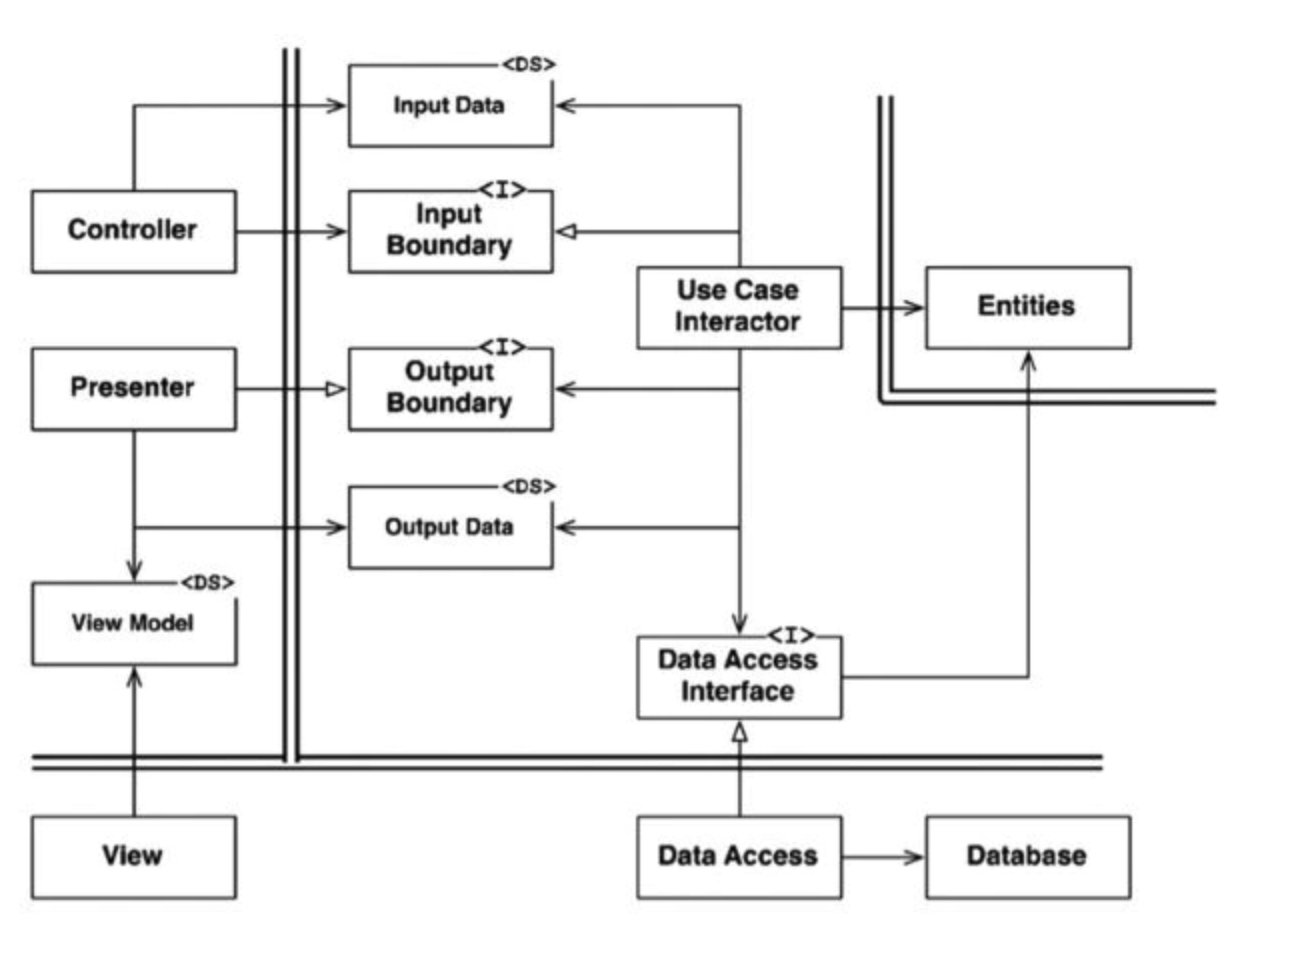 <DS>
Input Data
<I>
Input
Boundary
Controller
Use Case
Interactor
Entities
<I>
Output
Boundary
Presenter
<DS>
Output Data
<DS>
View Model
<I>
Data Access
Interface
View
Data Access
Database